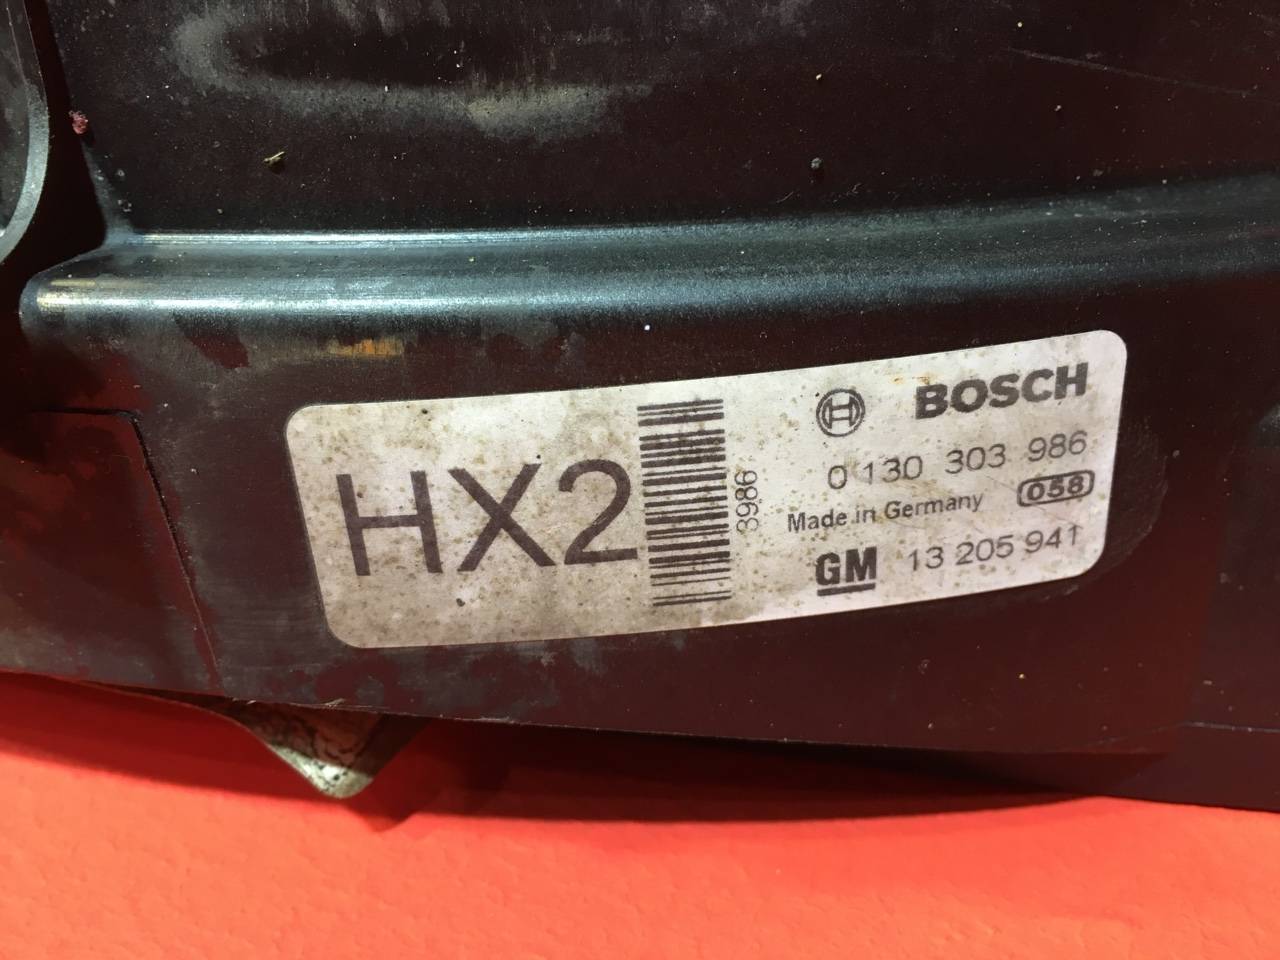 HX2
3986
BOSCH
0 130 303 986
Made in Germany 058
GM 13 205 941